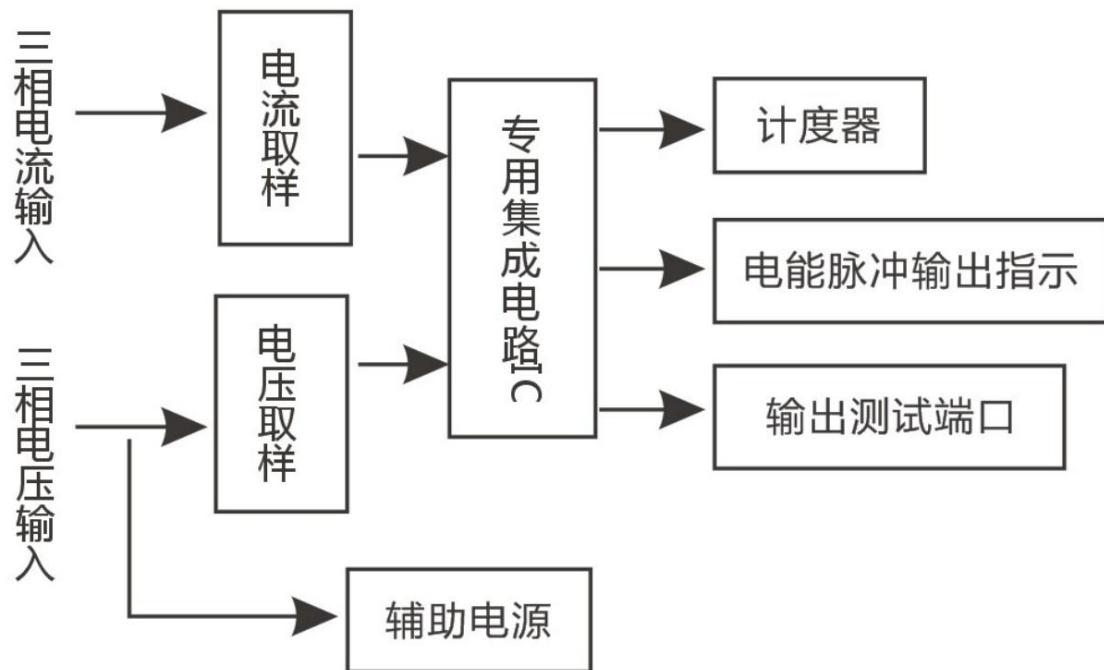 三相电流输入
电流取样
专用集成电路IC
计度器
电能脉冲输出指示
三相电压输入
电压取样
输出测试端口
辅助电源